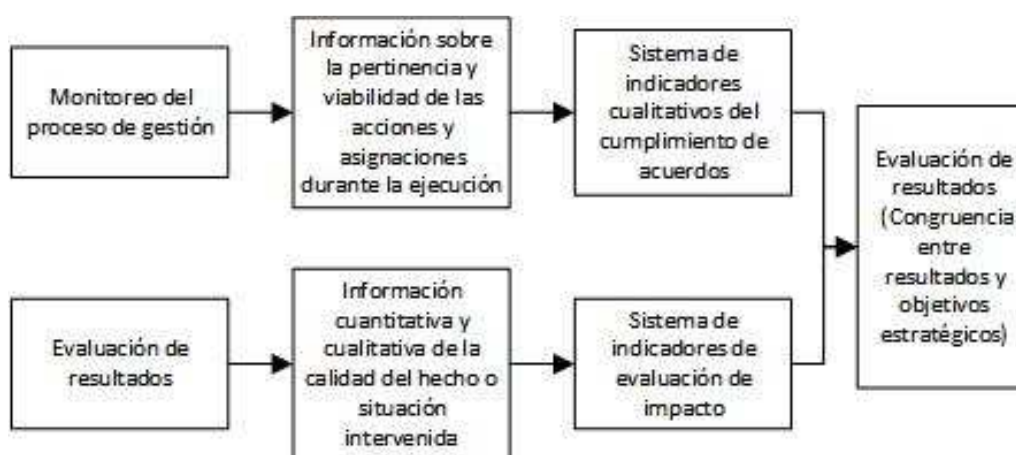 Monitoreo del
proceso de gestión
Información sobre
la pertinencia y
viabilidad de las
acciones y
asignaciones
durante la ejecución
Sistema de
indicadores
cualitativos del
cumplimiento de
acuerdos
Evaluación de
resultados
Información
cuantitativa y
cualitativa de la
calidad del hecho o
situación
intervenida
Sistema de
indicadores de
evaluación de
impacto
Evaluación de
resultados
(Congruencia
entre
resultados y
objetivos
estratégicos)